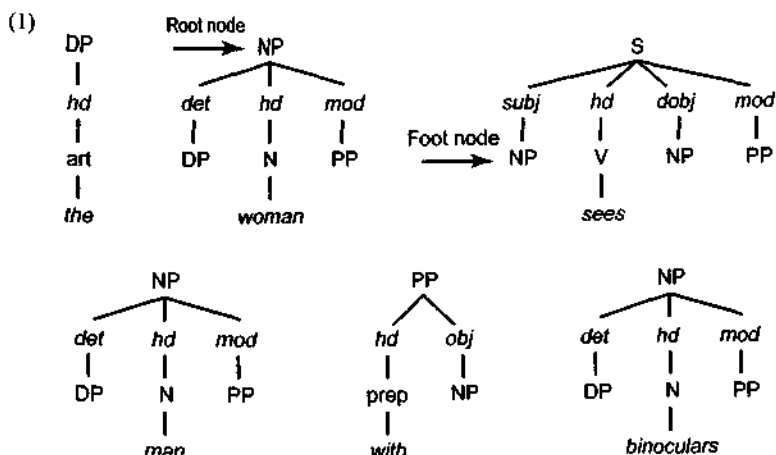 (1)
DP Root node NP S
hd det hd mod subj hd dobj mod
art DP N PP Foot node NP V NP PP
the woman sees
NP PP NP
det hd mod hd obj det hd mod
DP N PP prep NP DP N PP
man with binoculars